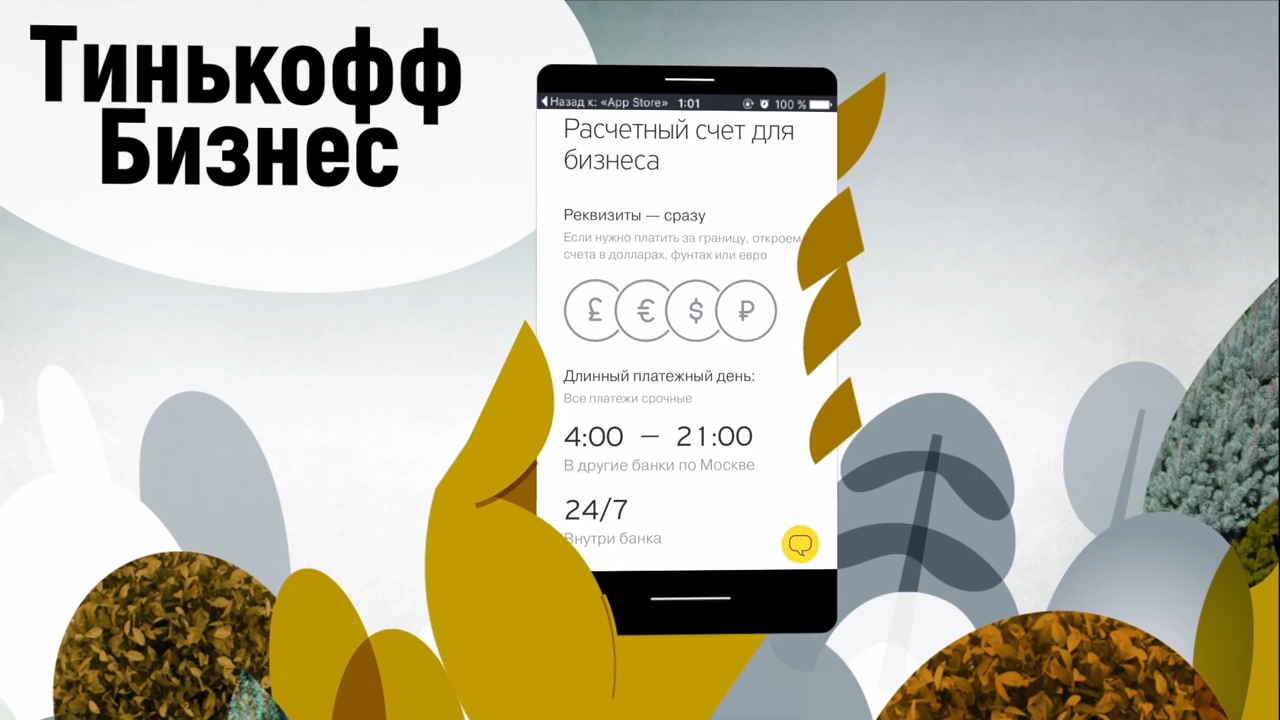 Тинькофф
Бизнес
Назад к: «App Store» 1:01 100 %
Расчетный счет для
бизнеса
Реквизиты — сразу
Если нужно платить за границу, откроем
счета в долларах, фунтах или евро
£ € $ ₽
Длинный платежный день:
Все платежи срочные
4:00 — 21:00
В другие банки по Москве
24/7
Внутри банка